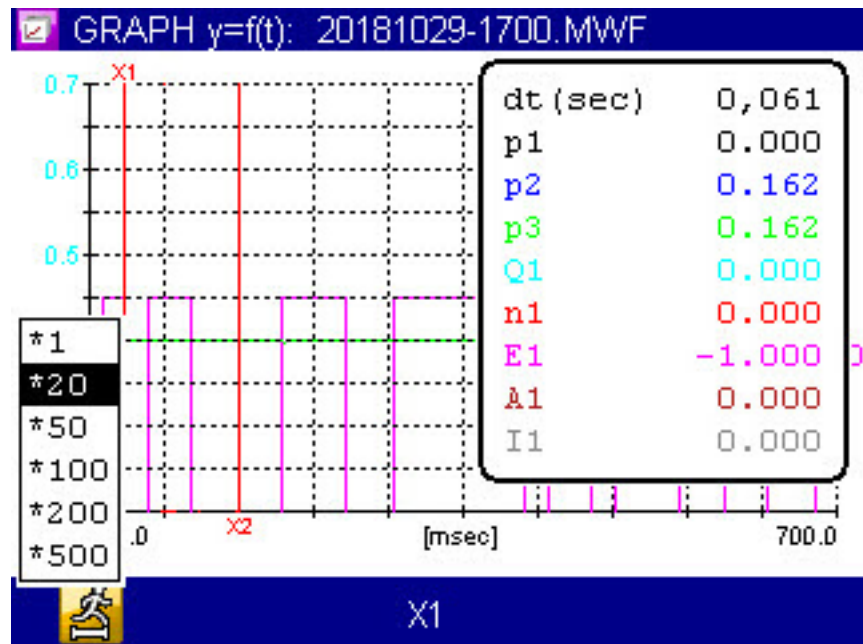 GRAPH y=f(t): 20181029-1700.MWF
X1
0.7
0.6
0.5
dt(sec) 0,061
p1 0.000
p2 0.162
p3 0.162
Q1 0.000
n1 0.000
E1 -1.000
A1 0.000
I1 0.000
*1
*20
*50
*100
*200
*500
.0 X2 [msec] 700.0
X1